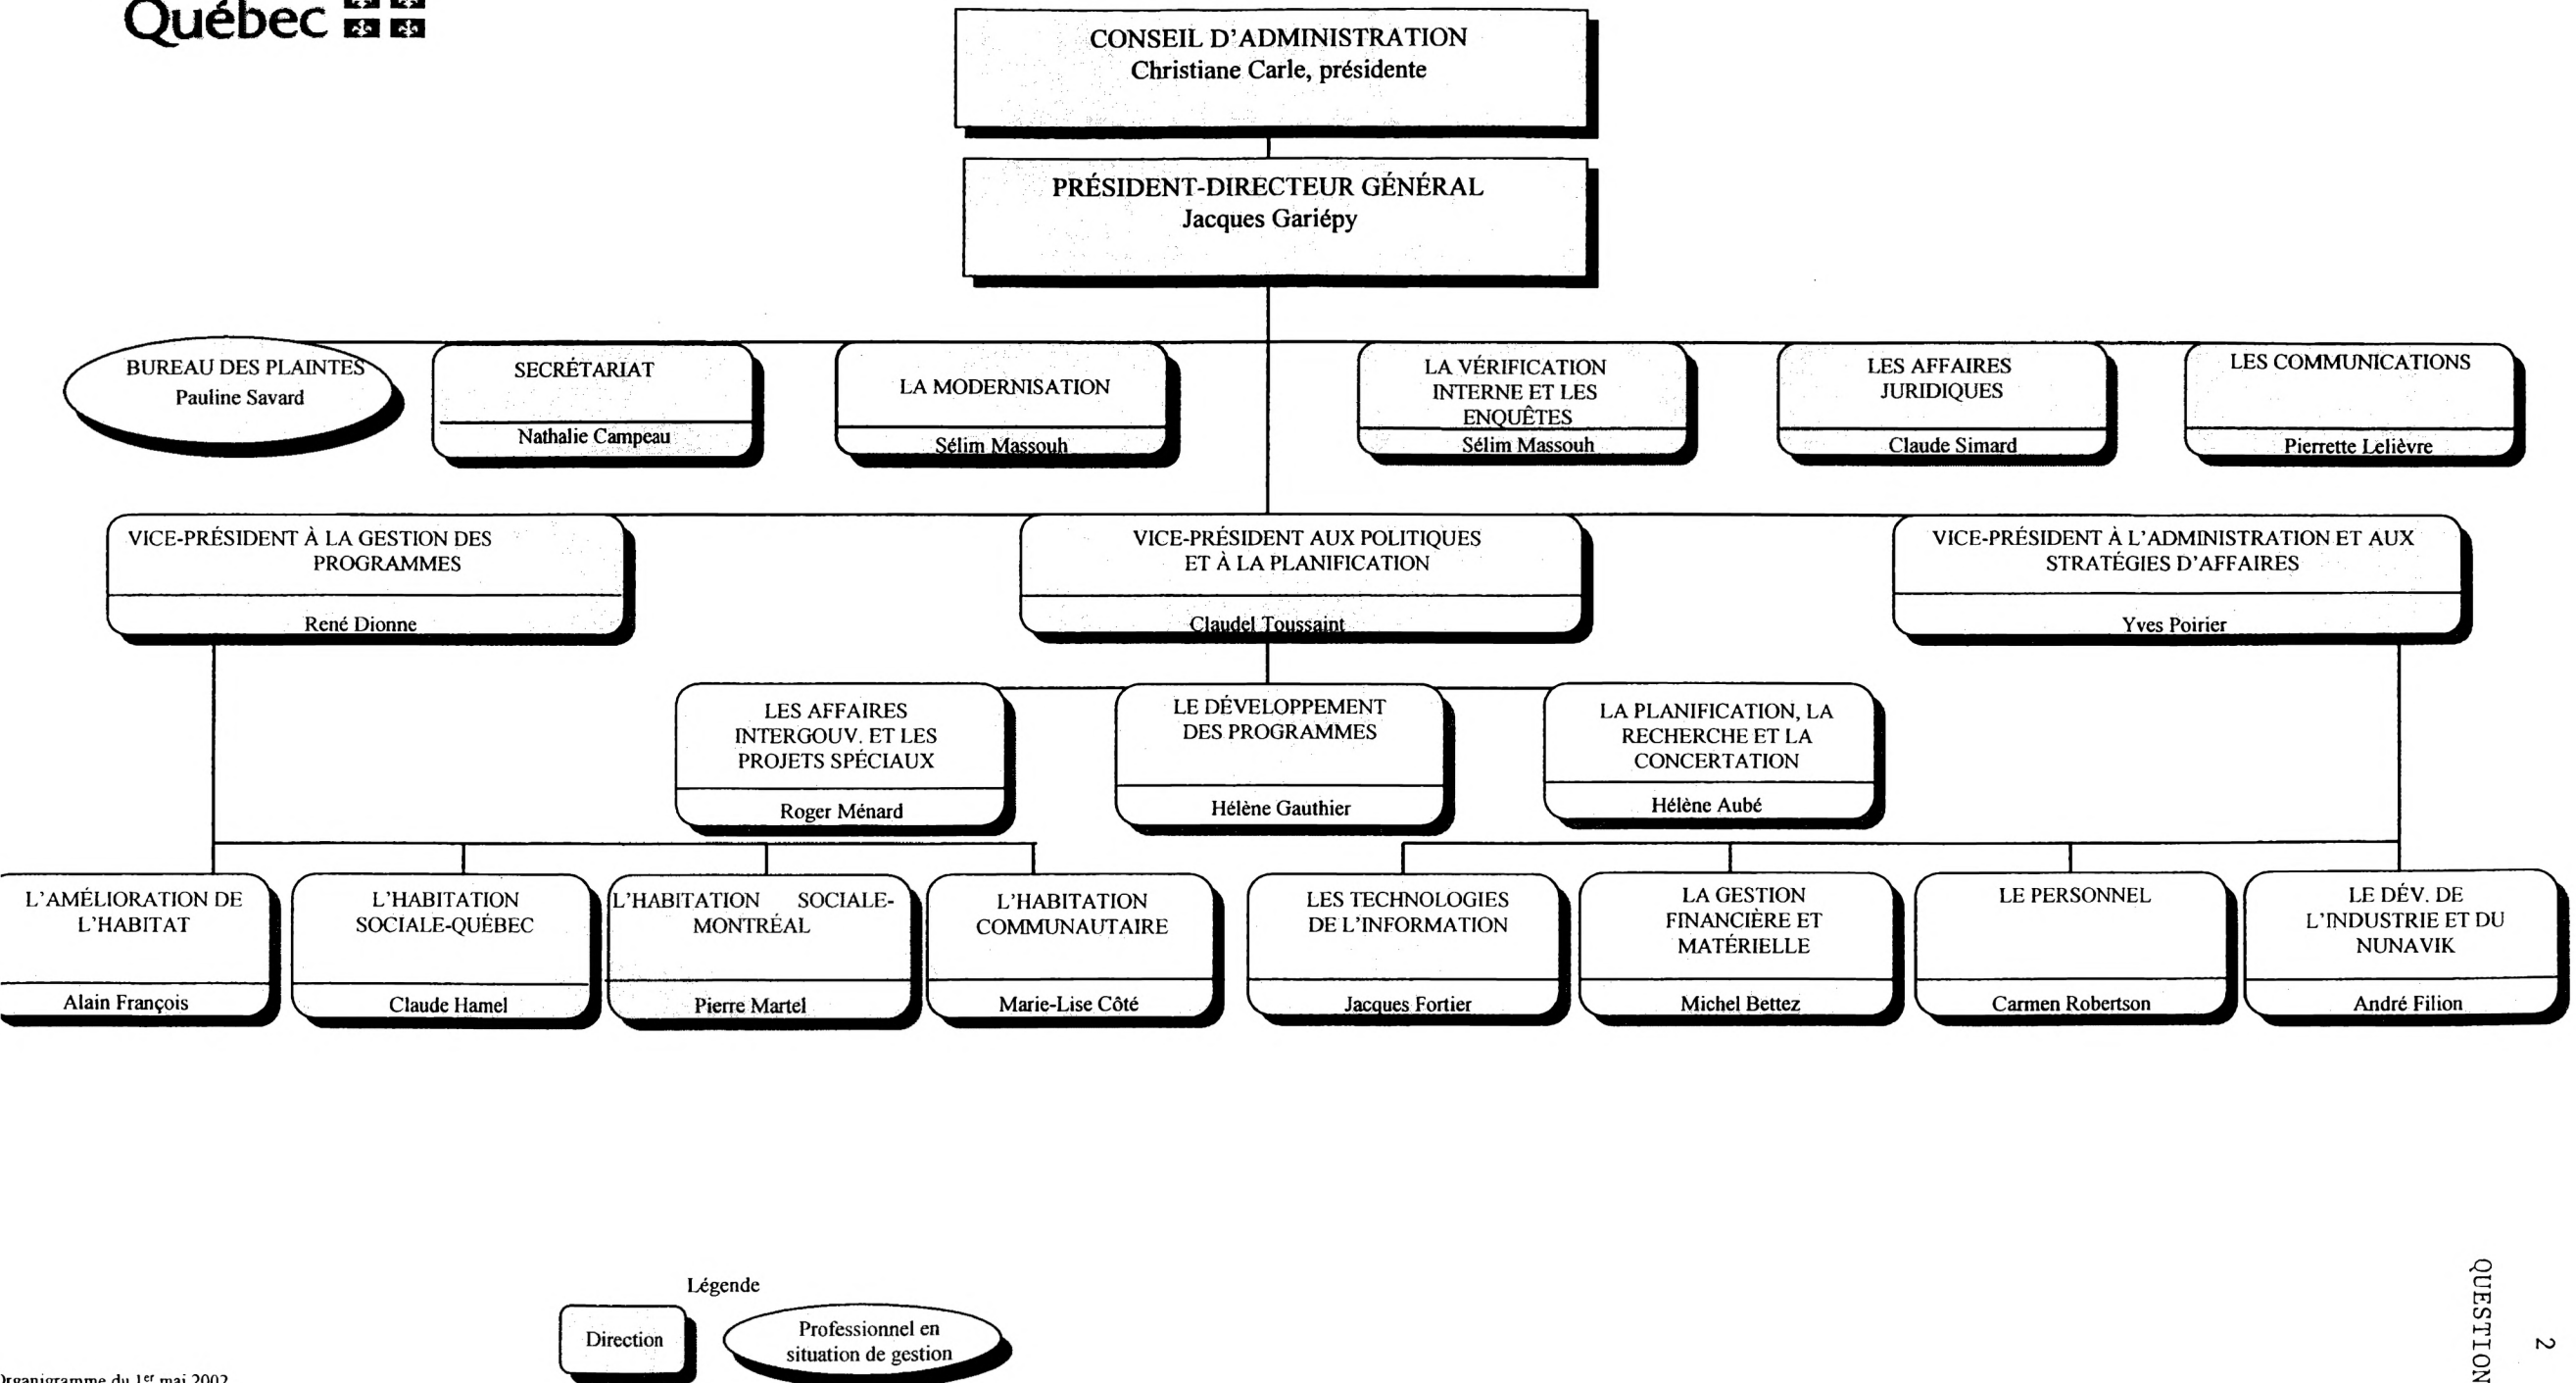 Québec
CONSEIL D'ADMINISTRATION
Christiane Carle, présidente
PRÉSIDENT-DIRECTEUR GÉNÉRAL
Jacques Gariépy
BUREAU DES PLAINTES
Pauline Savard
SECRÉTARIAT
Nathalie Campeau
LA MODERNISATION
Sélim Massouh
LA VÉRIFICATION
INTERNE ET LES
ENQUÊTES
Sélim Massouh
LES AFFAIRES
JURIDIQUES
Claude Simard
LES COMMUNICATIONS
Pierrette Lelièvre
VICE-PRÉSIDENT À LA GESTION DES
PROGRAMMES
René Dionne
VICE-PRÉSIDENT AUX POLITIQUES
ET À LA PLANIFICATION
Claudel Toussaint
VICE-PRÉSIDENT À L'ADMINISTRATION ET AUX
STRATÉGIES D'AFFAIRES
Yves Poirier
LES AFFAIRES
INTERGOUV. ET LES
PROJETS SPÉCIAUX
Roger Ménard
LE DÉVELOPPEMENT
DES PROGRAMMES
Hélène Gauthier
LA PLANIFICATION, LA
RECHERCHE ET LA
CONCERTATION
Hélène Aubé
L'AMÉLIORATION DE
L'HABITAT
Alain François
L'HABITATION
SOCIALE-QUÉBEC
Claude Hamel
L'HABITATION SOCIALE-
MONTRÉAL
Pierre Martel
L'HABITATION
COMMUNAUTAIRE
Marie-Lise Côté
LES TECHNOLOGIES
DE L'INFORMATION
Jacques Fortier
LA GESTION
FINANCIÈRE ET
MATÉRIELLE
Michel Bettez
LE PERSONNEL
Carmen Robertson
LE DÉV. DE
L'INDUSTRIE ET DU
NUNAVIK
André Filion
Légende
Direction
Professionnel en
situation de gestion
Organigramme du 1er mai 2002
QUESTION
2